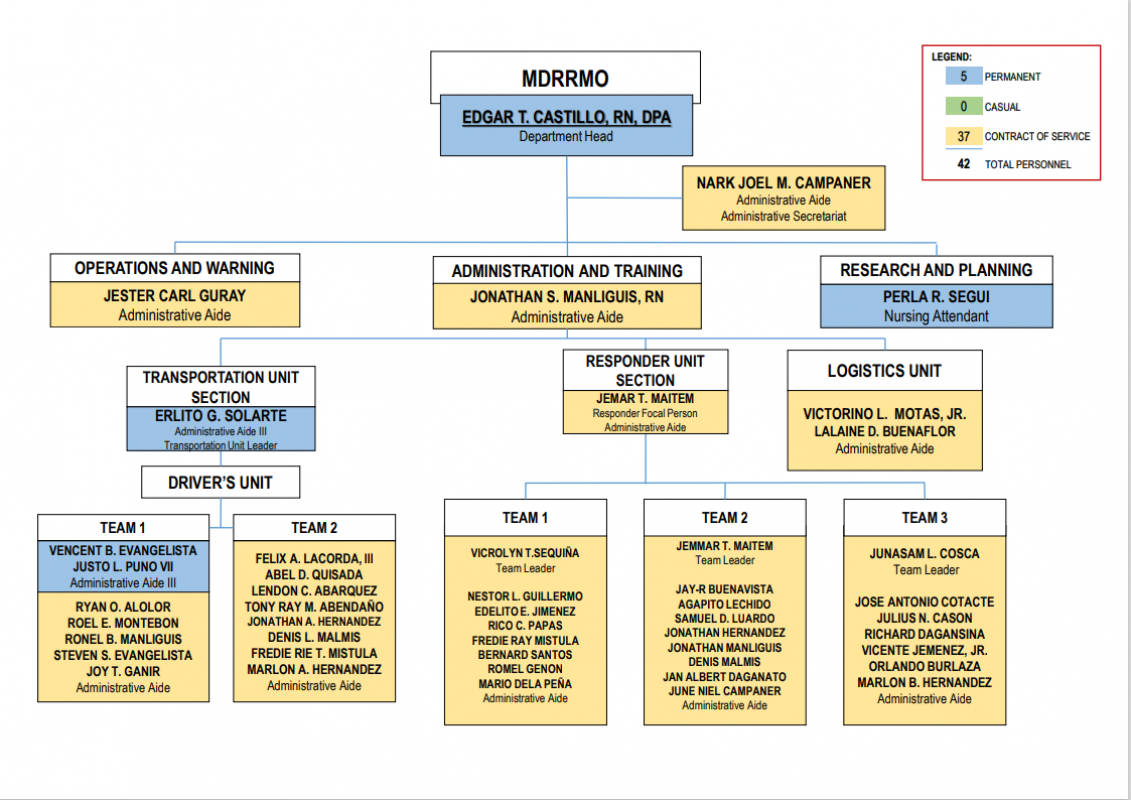 MDRRMO
EDGAR T. CASTILLO, RN, DPA
Department Head
LEGEND:
5 PERMANENT
0 CASUAL
37 CONTRACT OF SERVICE
42 TOTAL PERSONNEL
NARK JOEL M. CAMPANER
Administrative Aide
Administrative Secretariat
OPERATIONS AND WARNING
JESTER CARL GURAY
Administrative Aide
ADMINISTRATION AND TRAINING
JONATHAN S. MANLIGUIS, RN
Administrative Aide
RESEARCH AND PLANNING
PERLA R. SEGUI
Nursing Attendant
TRANSPORTATION UNIT
SECTION
ERLITO G. SOLARTE
Administrative Aide III
Transportation Unit Leader
RESPONDER UNIT
SECTION
JEMAR T. MAITEM
Responder Focal Person
Administrative Aide
LOGISTICS UNIT
VICTORINO L. MOTAS, JR.
LALAINE D. BUENAFLOR
Administrative Aide
DRIVER'S UNIT
TEAM 1
VENCENT B. EVANGELISTA
JUSTO L. PUNO VII
Administrative Aide III
RYAN O. ALOLOR
ROEL E. MONTEBON
RONEL B. MANLIGUIS
STEVEN S. EVANGELISTA
JOY T. GANIR
Administrative Aide
TEAM 2
FELIX A. LACORDA, III
ABEL D. QUISADA
LENDON C. ABARQUEZ
TONY RAY M. ABENDAÑO
JONATHAN A. HERNANDEZ
DENIS L. MALMIS
FREDIE RIE T. MISTULA
MARLON A. HERNANDEZ
Administrative Aide
TEAM 1
VICROLYN T.SEQUIÑA
Team Leader
NESTOR L. GUILLERMO
EDELITO E. JIMENEZ
RICO C. PAPAS
FREDIE RAY MISTULA
BERNARD SANTOS
ROMEL GENON
MARIO DELA PEÑA
Administrative Aide
TEAM 2
JEMMAR T. MAITEM
Team Leader
JAY-R BUENAVISTA
AGAPITO LECHIDO
SAMUEL D. LUARDO
JONATHAN HERNANDEZ
JONATHAN MANLIGUIS
DENIS MALMIS
JAN ALBERT DAGANATO
JUNE NIEL CAMPANER
Administrative Aide
TEAM 3
JUNASAM L. COSCA
Team Leader
JOSE ANTONIO COTACTE
JULIUS N. CASON
RICHARD DAGANSINA
VICENTE JEMENEZ, JR.
ORLANDO BURLAZA
MARLON B. HERNANDEZ
Administrative Aide